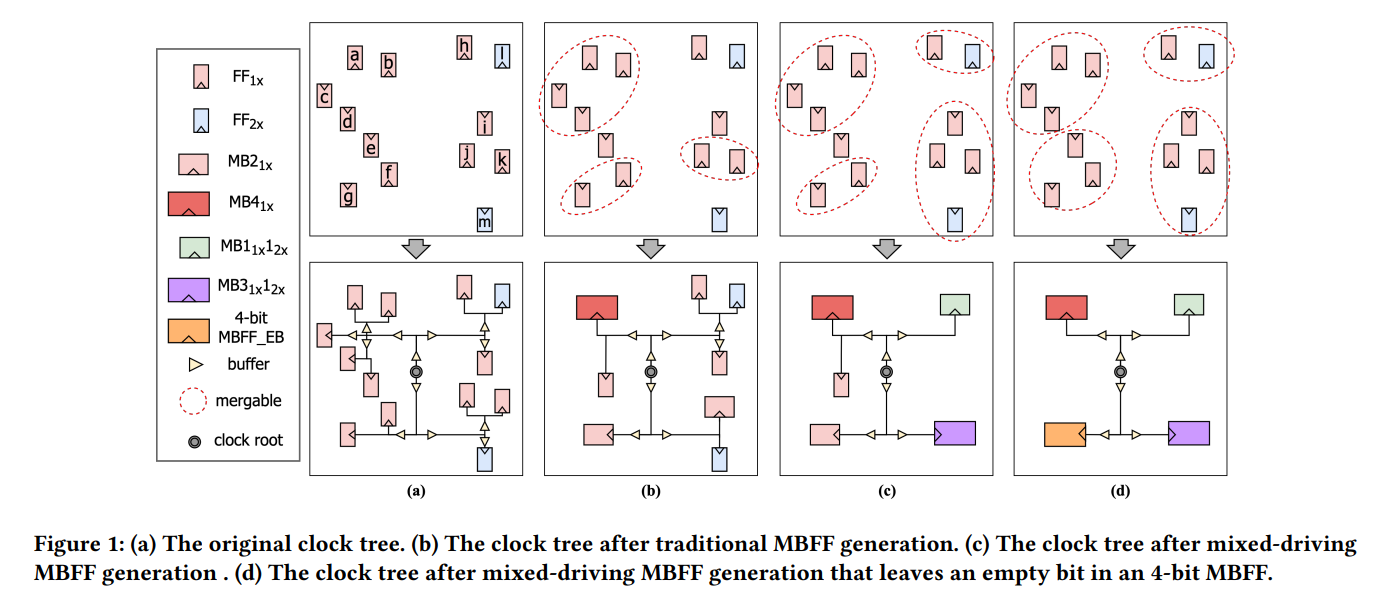 FF1x
FF2x
MB21x
MB41x
MB11x12x
MB31x12x
4-bit
MBFF_EB
buffer
mergable
clock root
a
b
c
d
e
f
g
h
l
i
j
k
m
(a)
(b)
(c)
(d)
Figure 1: (a) The original clock tree. (b) The clock tree after traditional MBFF generation. (c) The clock tree after mixed-driving
MBFF generation . (d) The clock tree after mixed-driving MBFF generation that leaves an empty bit in an 4-bit MBFF.